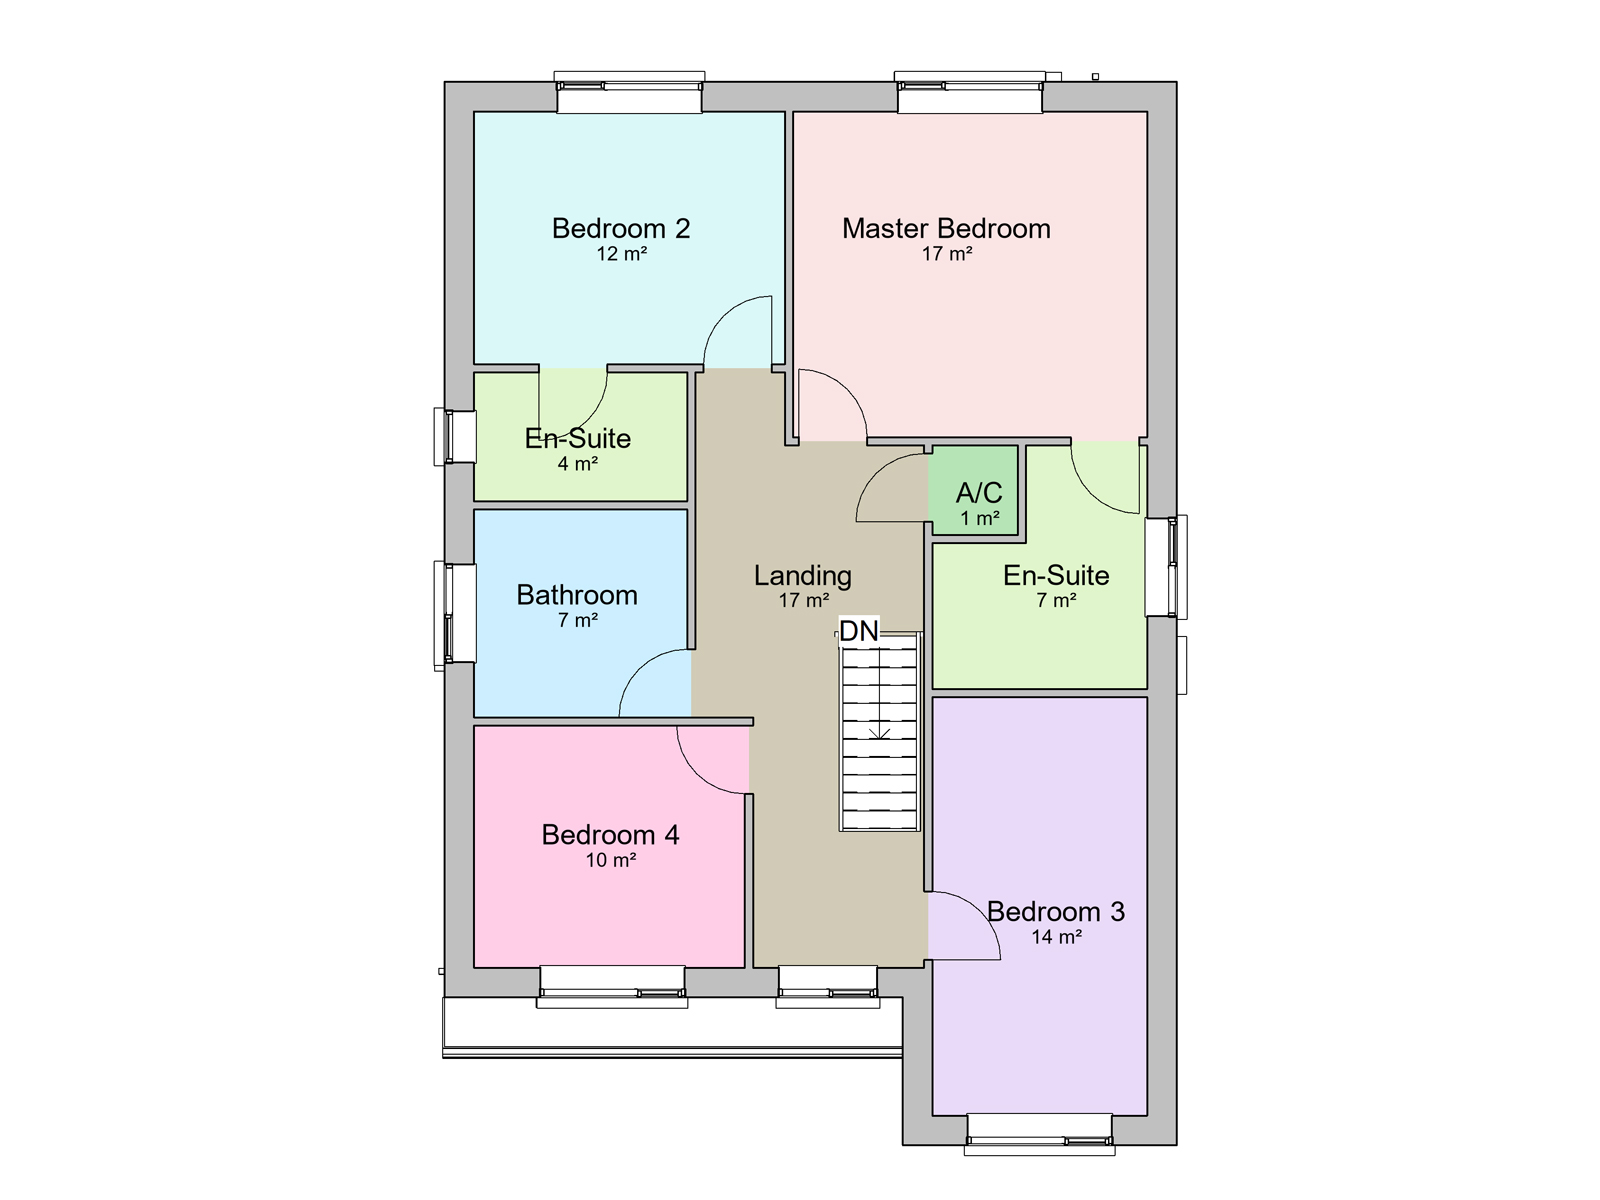 Bedroom 2
12 m²
Master Bedroom
17 m²
En-Suite
4 m²
A/C
1 m²
Landing
17 m²
En-Suite
7 m²
Bathroom
7 m²
DN
Bedroom 4
10 m²
Bedroom 3
14 m²